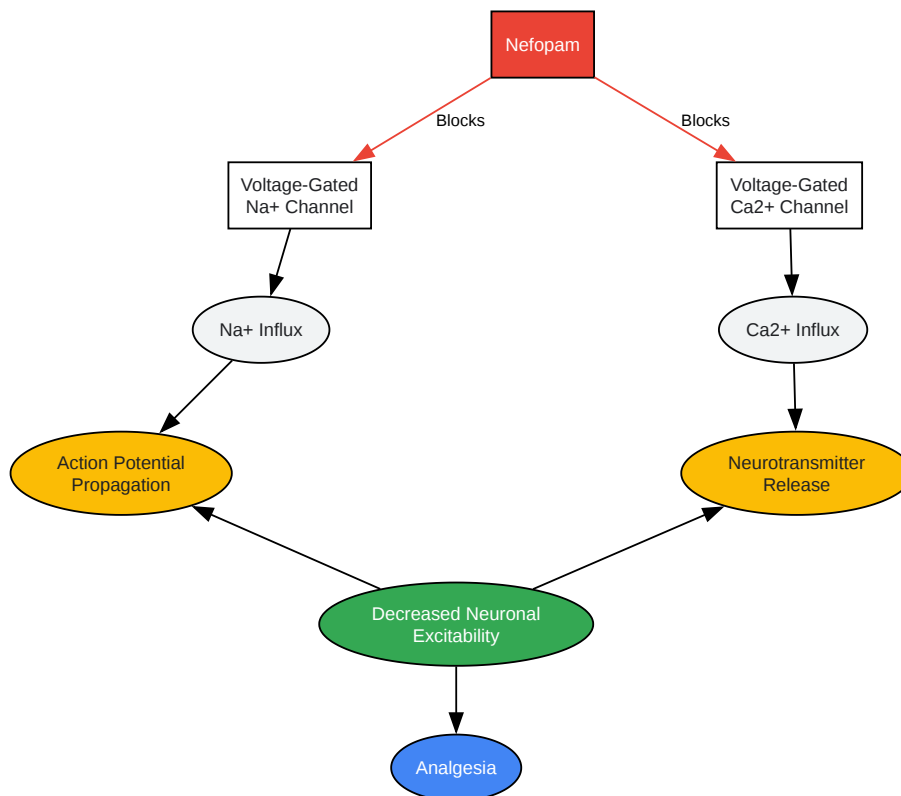 Nefopam
Blocks
Blocks
Voltage-Gated
Na+ Channel
Voltage-Gated
Ca2+ Channel
Na+ Influx
Ca2+ Influx
Action Potential
Propagation
Neurotransmitter
Release
Decreased Neuronal
Excitability
Analgesia